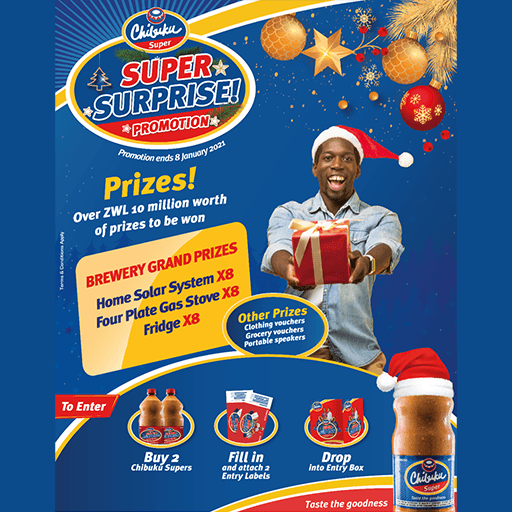 Chibuku
Super
SUPER
SURPRISE!
PROMOTION
Promotion ends 8 January 2021
Prizes!
Over ZWL 10 million worth
of prizes to be won
Terms & Conditions Apply
BREWERY GRAND PRIZES
Home Solar System X8
Four Plate Gas Stove X8
Fridge X8
Other Prizes
Clothing vouchers
Grocery vouchers
Portable speakers
To Enter
Buy 2
Chibuku Supers
Fill in
and attach 2
Entry Labels
Drop
into Entry Box
Chibuku
Super
Taste the goodness
Taste the goodness